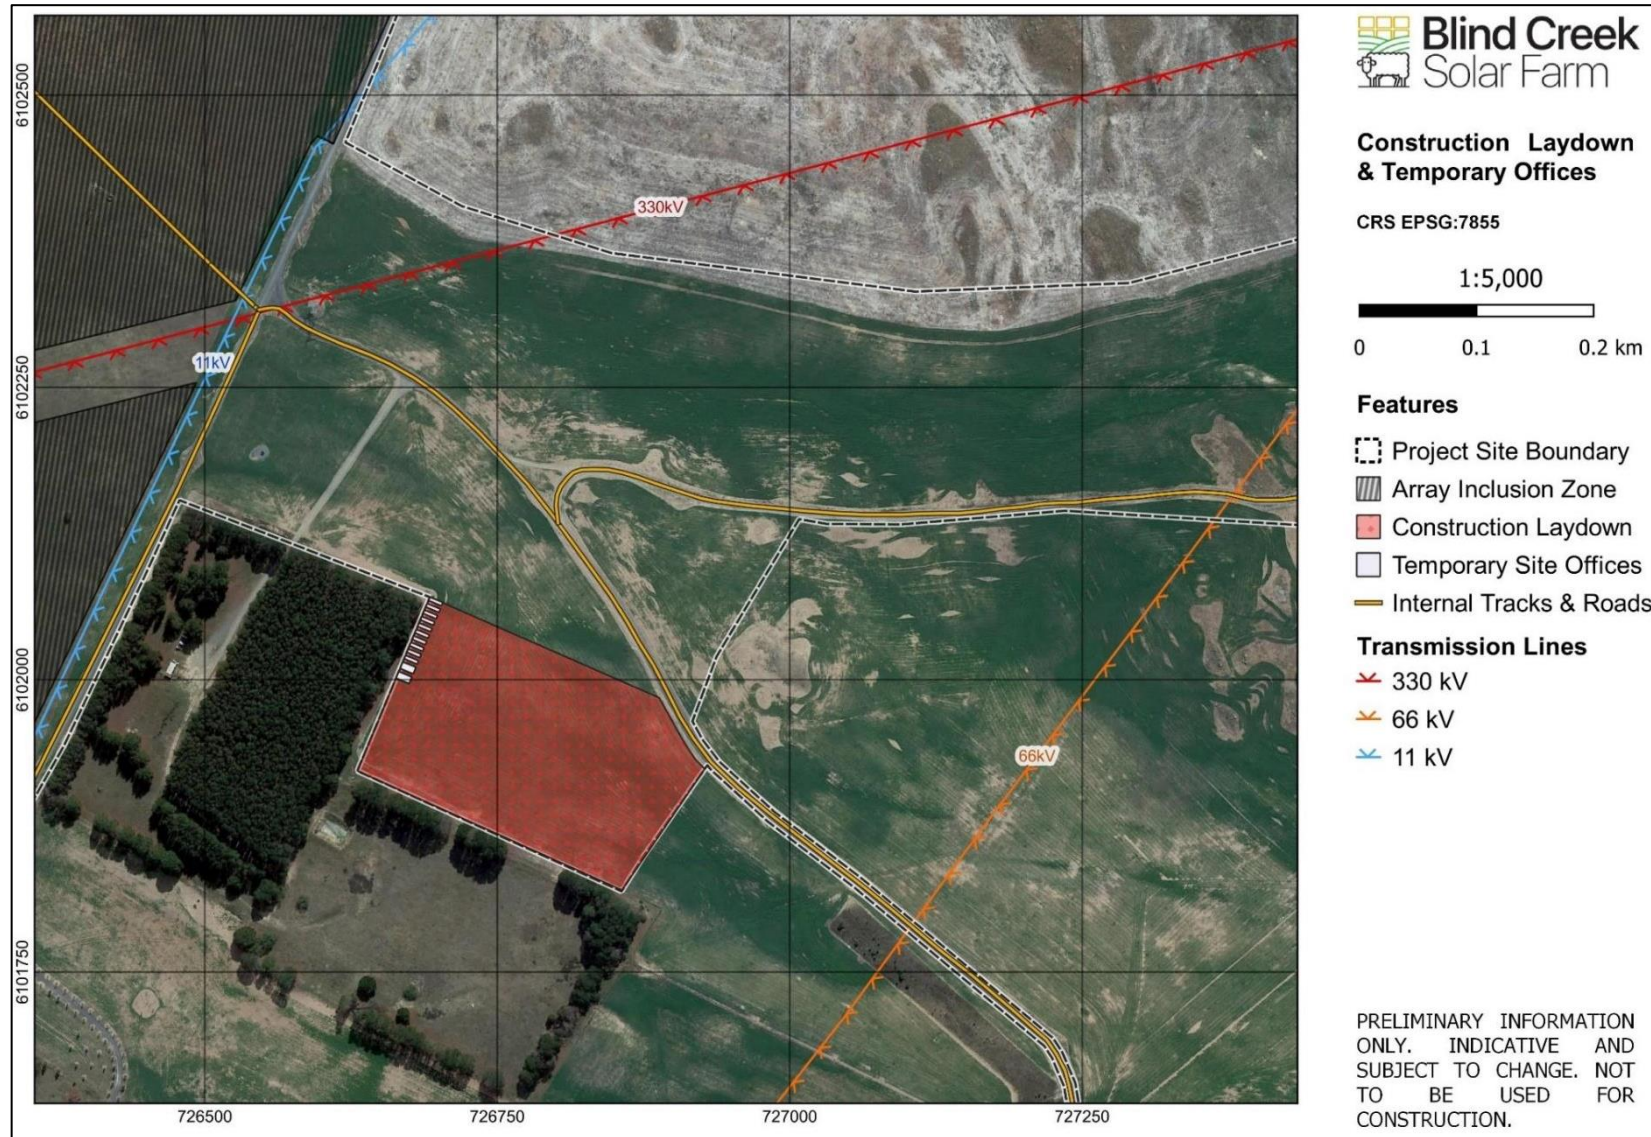 Blind Creek
Solar Farm
Construction Laydown
& Temporary Offices
CRS EPSG:7855
1:5,000
0 0.1 0.2 km
Features
Project Site Boundary
Array Inclusion Zone
Construction Laydown
Temporary Site Offices
Internal Tracks & Roads
Transmission Lines
330 kV
66 kV
11 kV
PRELIMINARY INFORMATION
ONLY. INDICATIVE AND
SUBJECT TO CHANGE. NOT
TO BE USED FOR
CONSTRUCTION.
6102500
6102250
6102000
6101750
330kV
11kV
66kV
726500 726750 727000 727250